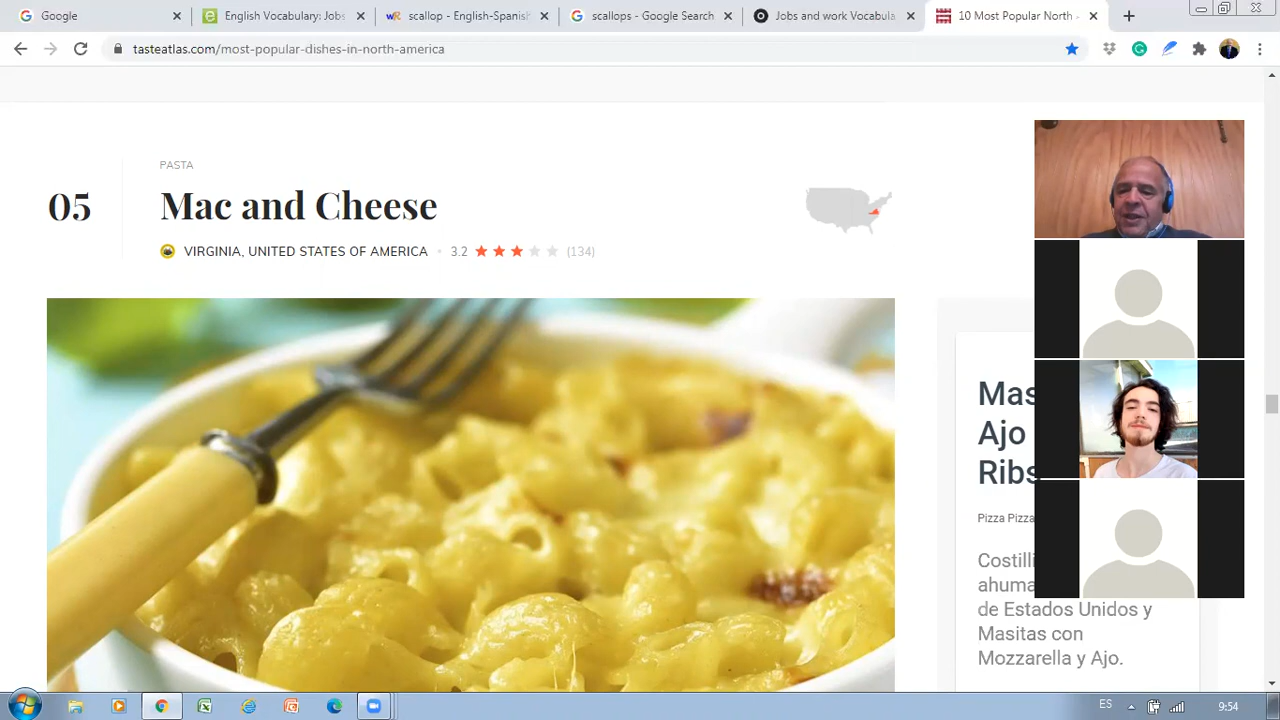 Google
English Vocabulary: Jobs
scallop - English-Spanish
scallops - Google Search
Jobs and work Vocabula
10 Most Popular North
tasteatlas.com/most-popular-dishes-in-north-america
PASTA
05
Mac and Cheese
VIRGINIA, UNITED STATES OF AMERICA • 3.2 (134)
Mas
Ajo
Ribs
Pizza Pizza
Costilli
ahuma
de Estados Unidos y
Masitas con
Mozzarella y Ajo.
ES
9:54